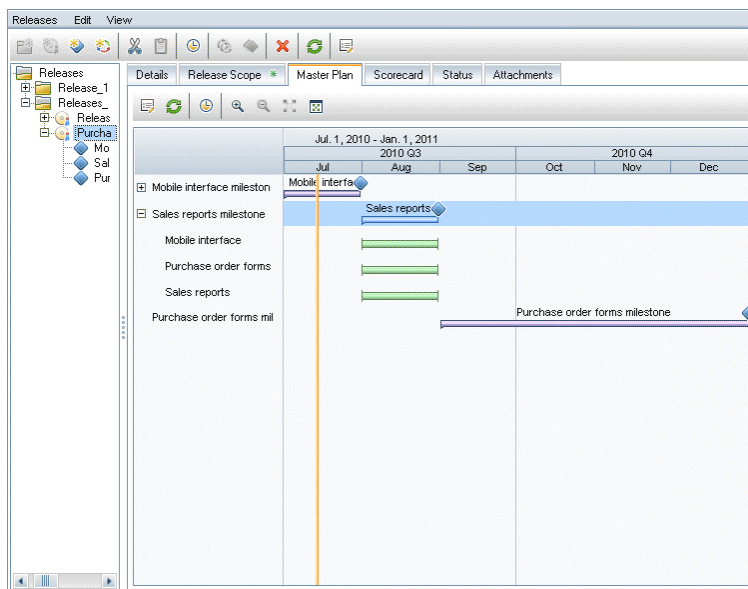 Releases Edit View
Releases
Release_1
Releases_
Releas
Purcha
Mo
Sal
Pur
Details Release Scope * Master Plan Scorecard Status Attachments
Jul. 1, 2010 - Jan. 1, 2011
2010 Q3 2010 Q4
Jul Aug Sep Oct Nov Dec
Mobile interface mileston Mobile interfa
Sales reports milestone Sales reports
Mobile interface
Purchase order forms
Sales reports
Purchase order forms mil Purchase order forms milestone